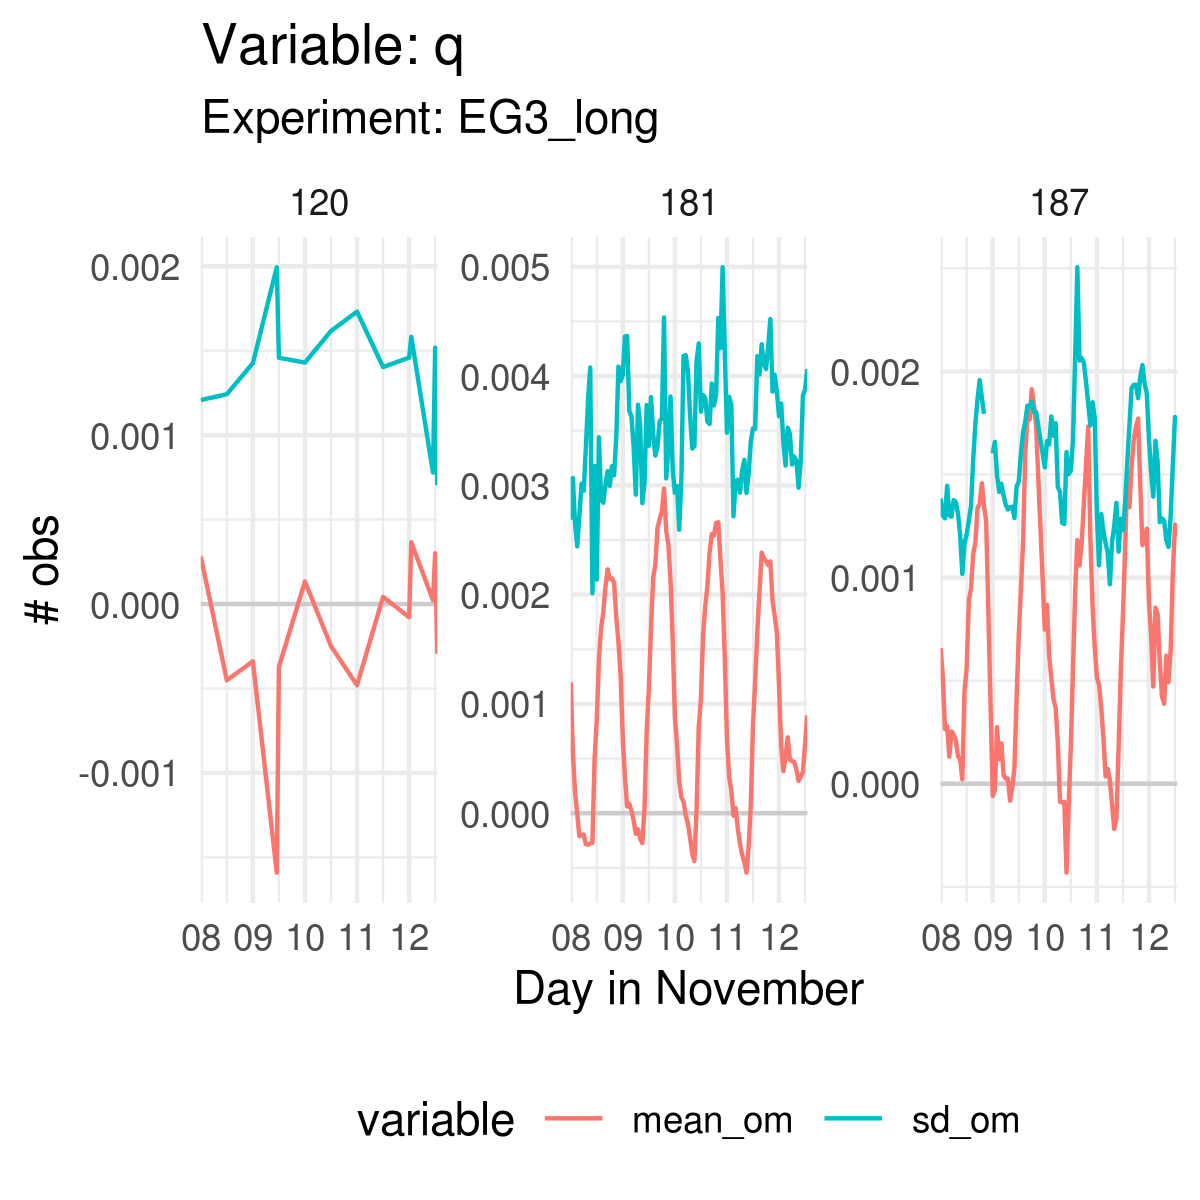 Variable: q
Experiment: EG3_long
120
181
187
0.002
0.001
0.000
-0.001
0.005
0.004
0.003
0.002
0.001
0.000
0.002
0.001
0.000
# obs
08 09 10 11 12
08 09 10 11 12
08 09 10 11 12
Day in November
variable mean_om sd_om